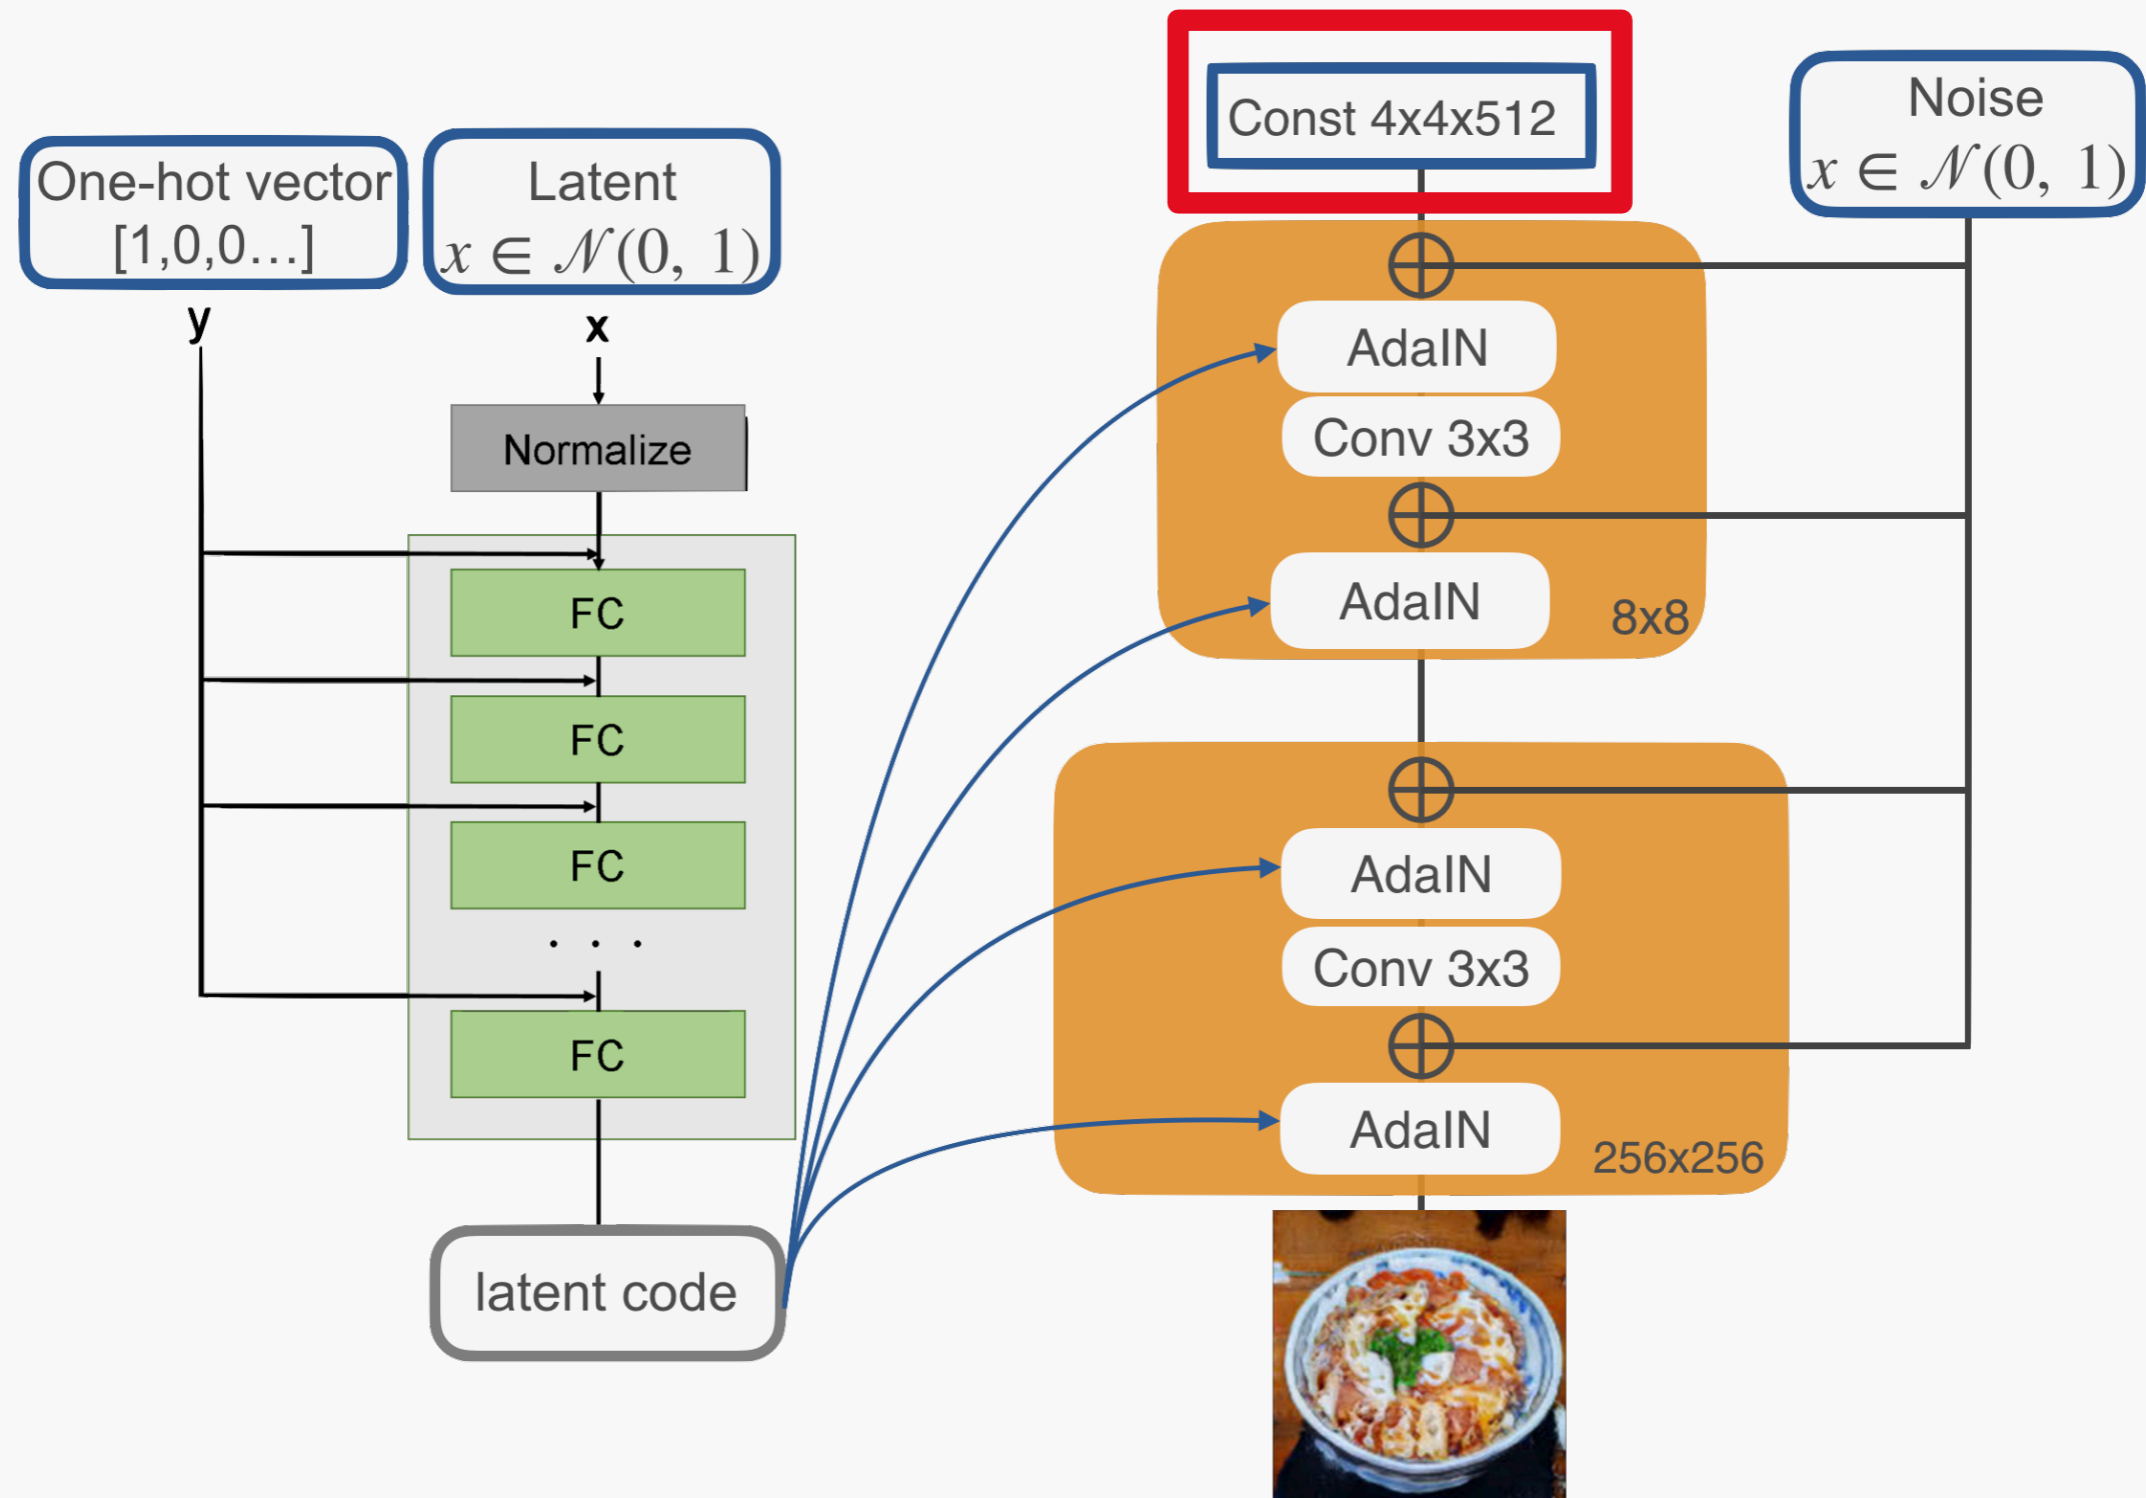 One-hot vector
[1,0,0…]
Latent
x ∈ 𝒩(0, 1)
y
x
Normalize
FC
FC
FC
. . .
FC
latent code
Const 4x4x512
Noise
x ∈ 𝒩(0, 1)
AdaIN
Conv 3x3
AdaIN
8x8
AdaIN
Conv 3x3
AdaIN
256x256